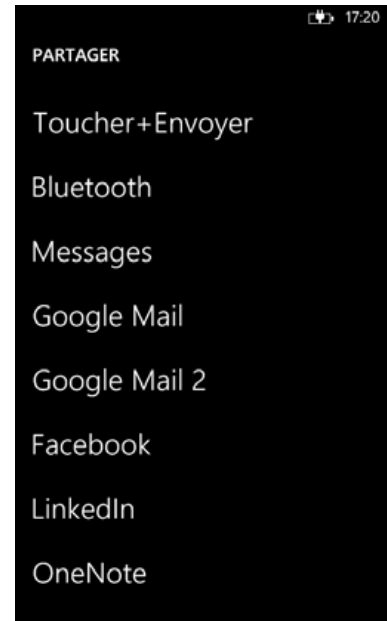 17:20
PARTAGER
Toucher+Envoyer
Bluetooth
Messages
Google Mail
Google Mail 2
Facebook
LinkedIn
OneNote